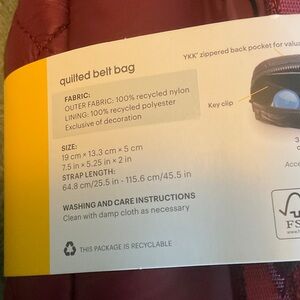 YKK® zippered back pocket for
quilted belt bag
FABRIC:
OUTER FABRIC: 100% recycled nylon
LINING: 100% recycled polyester
Exclusive of decoration
Key clip
SIZE:
19 cm × 13.3 cm × 5 cm
7.5 in × 5.25 in × 2 in
STRAP LENGTH:
64.8 cm/25.5 in - 115.6 cm/45.5 in
WASHING AND CARE INSTRUCTIONS
Clean with damp cloth as necessary
THIS PACKAGE IS RECYCLABLE